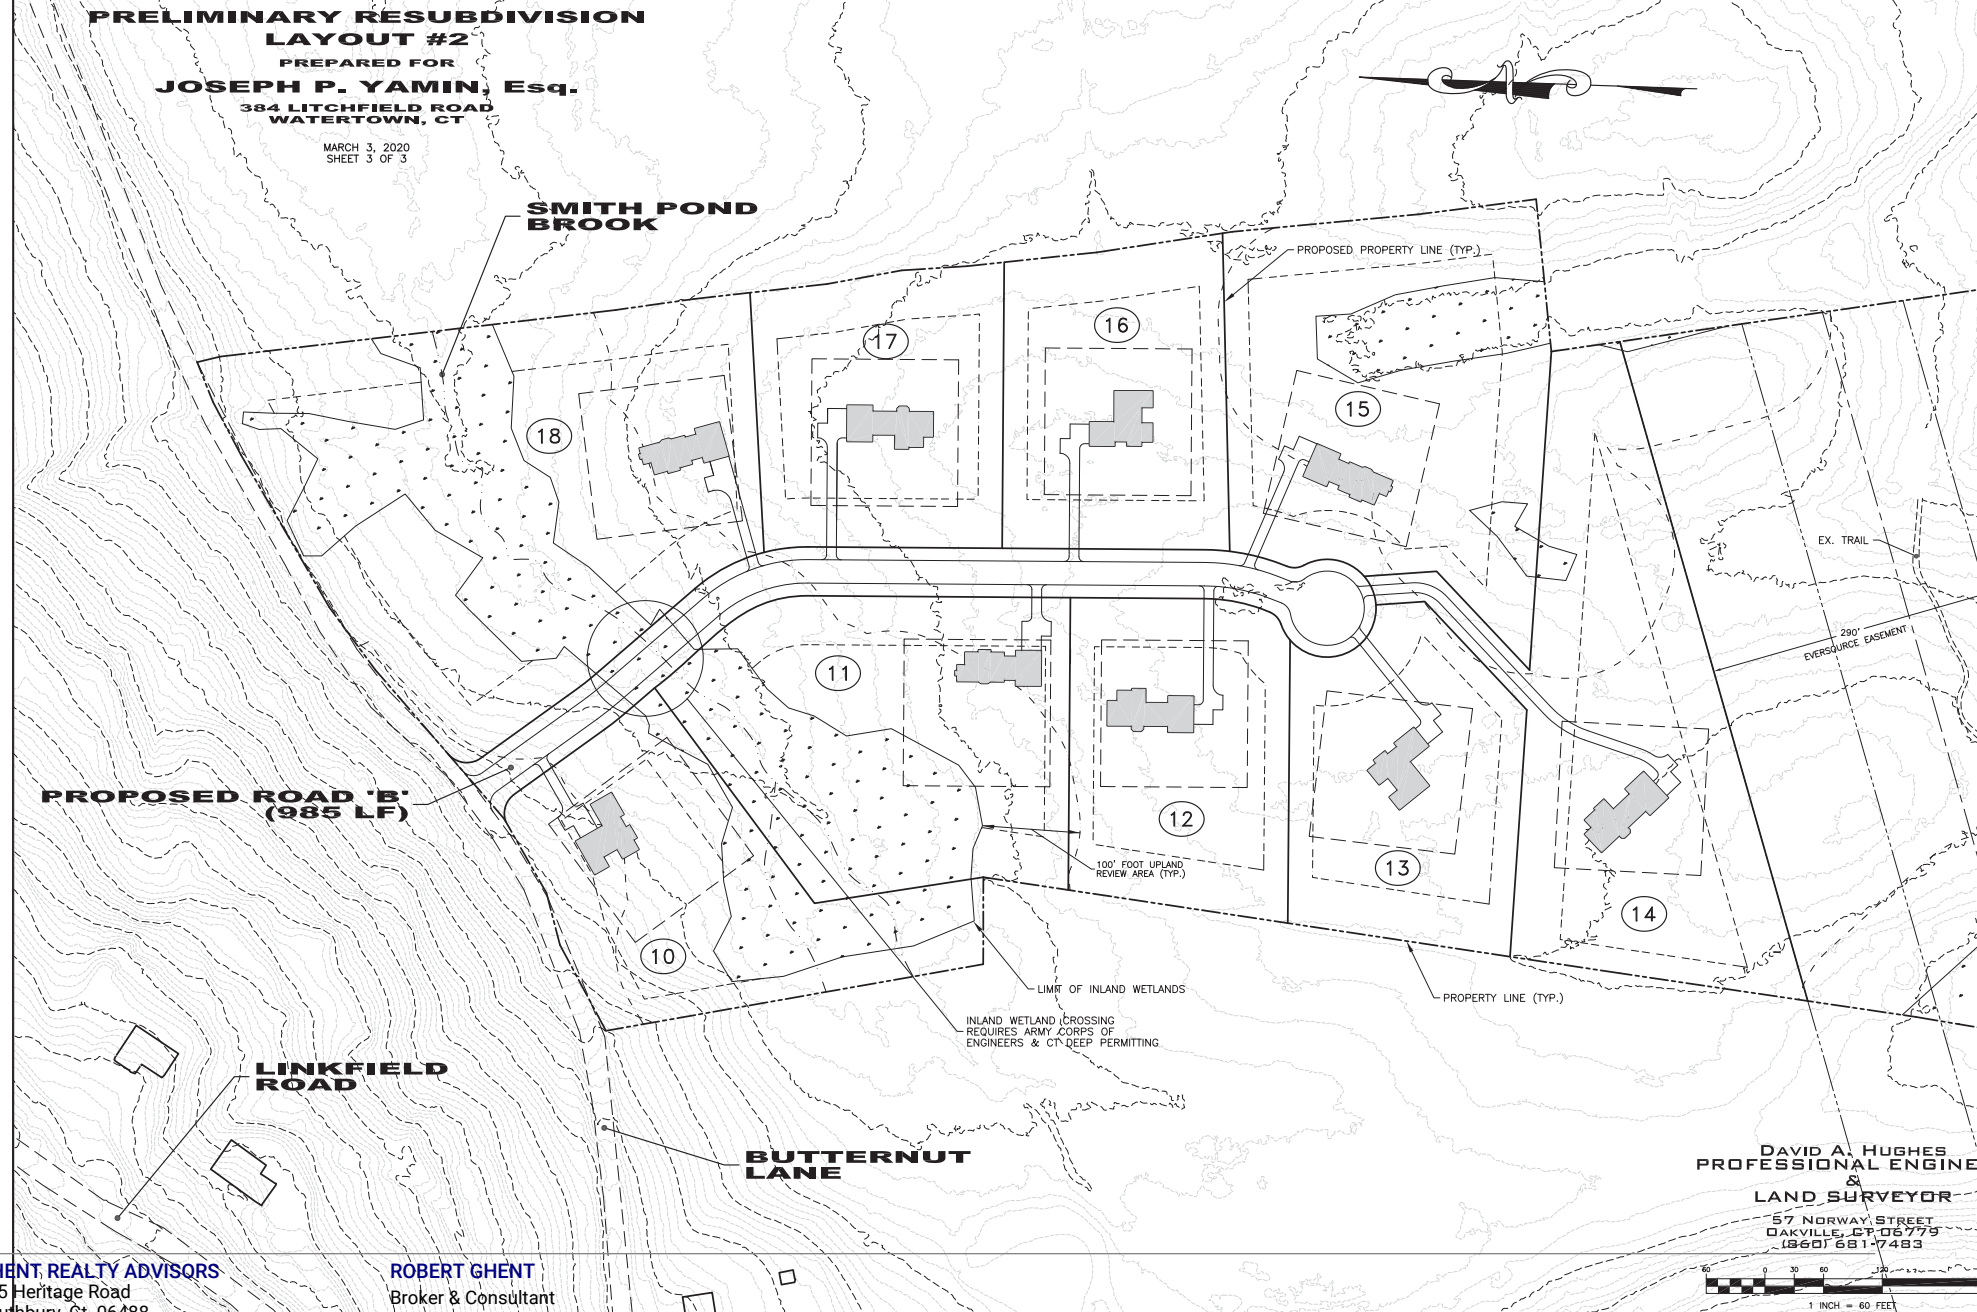 PRELIMINARY RESUBDIVISION
LAYOUT #2
PREPARED FOR
JOSEPH P. YAMIN, Esq.
384 LITCHFIELD ROAD
WATERTOWN, CT
MARCH 3, 2020
SHEET 3 OF 3
SMITH POND
BROOK
PROPOSED PROPERTY LINE (TYP.)
17
16
15
18
EX. TRAIL
290'
EVERSOURCE EASEMENT
11
PROPOSED ROAD 'B'
(985 LF)
12
100' FOOT UPLAND
REVIEW AREA (TYP.)
13
14
10
LIMIT OF INLAND WETLANDS
PROPERTY LINE (TYP.)
INLAND WETLAND CROSSING
REQUIRES ARMY CORPS OF
ENGINEERS & CT DEEP PERMITTING
LINKFIELD
ROAD
BUTTERNUT
LANE
DAVID A. HUGHES
PROFESSIONAL ENGINE
&
LAND SURVEYOR
57 NORWAY STREET
OAKVILLE, CT 06779
(860) 681-7483
HENT REALTY ADVISORS
5 Heritage Road
uthbury, Ct. 06488
ROBERT GHENT
Broker & Consultant
60 0 30 60 120
1 INCH = 60 FEET